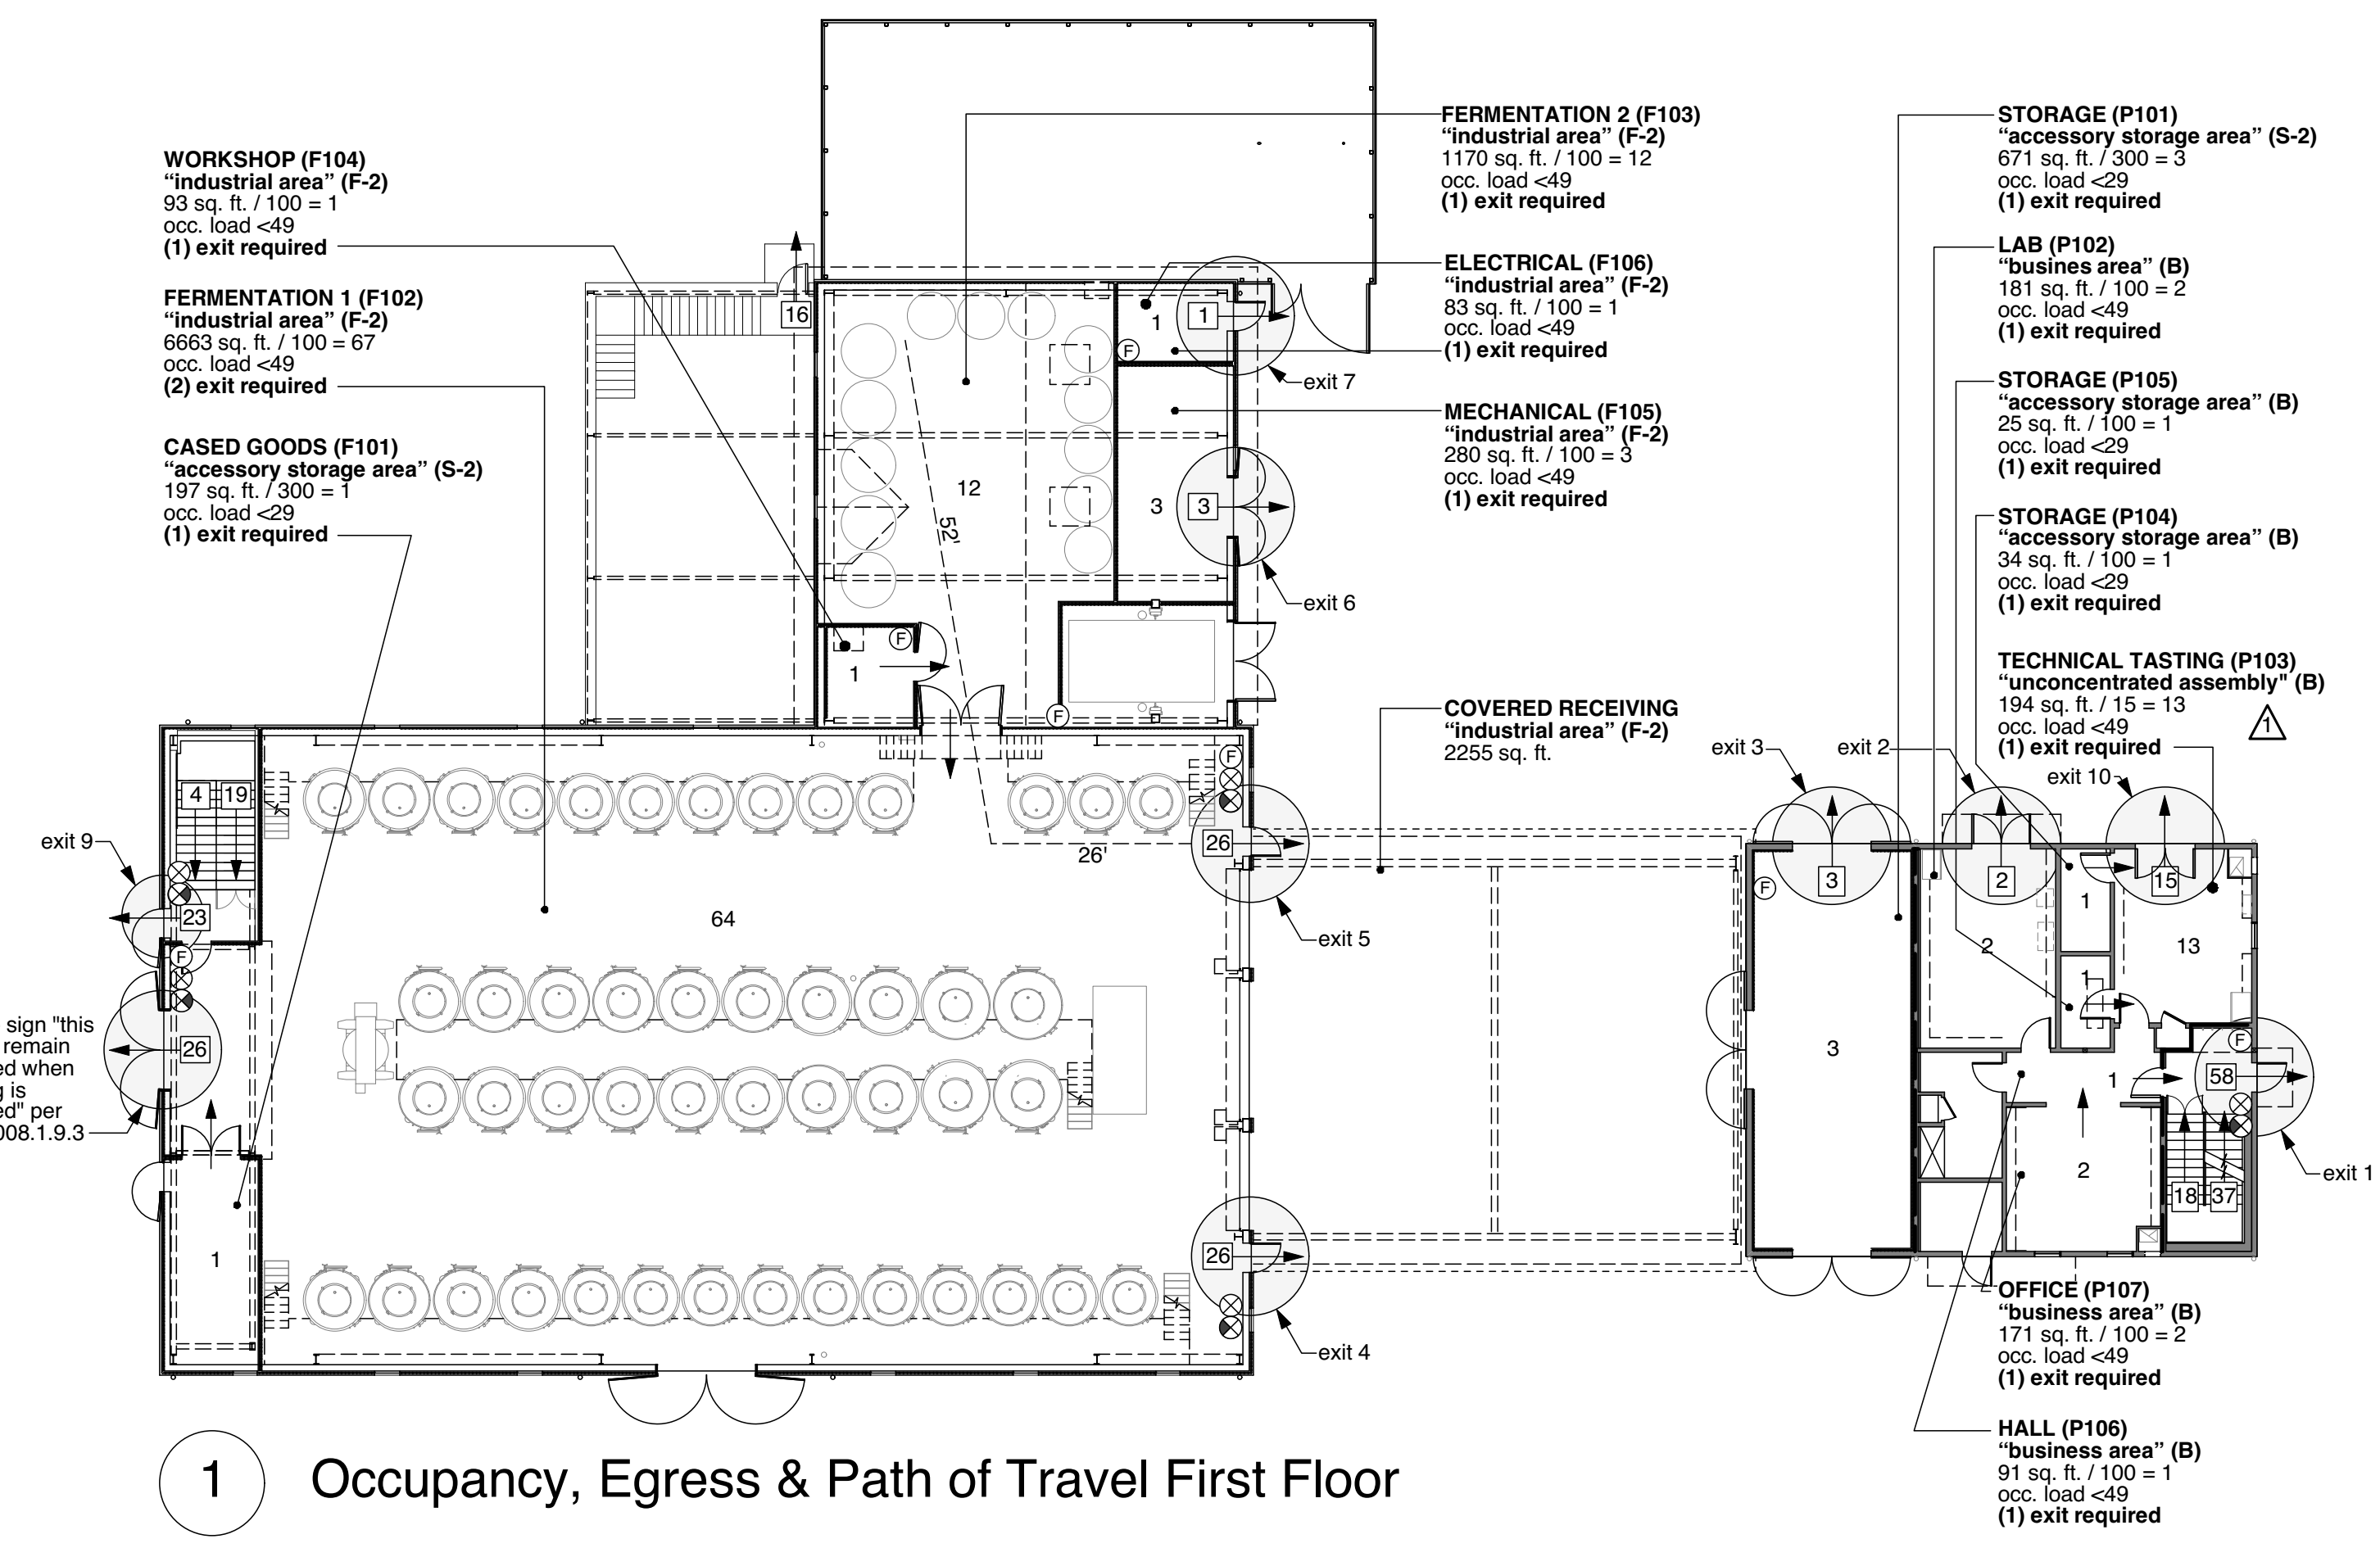 WORKSHOP (F104)
“industrial area” (F-2)
93 sq. ft. / 100 = 1
occ. load <49
(1) exit required
FERMENTATION 1 (F102)
“industrial area” (F-2)
6663 sq. ft. / 100 = 67
occ. load <49
(2) exit required
CASED GOODS (F101)
“accessory storage area” (S-2)
197 sq. ft. / 300 = 1
occ. load <29
(1) exit required
FERMENTATION 2 (F103)
“industrial area” (F-2)
1170 sq. ft. / 100 = 12
occ. load <49
(1) exit required
ELECTRICAL (F106)
“industrial area” (F-2)
83 sq. ft. / 100 = 1
occ. load <49
(1) exit required
MECHANICAL (F105)
“industrial area” (F-2)
280 sq. ft. / 100 = 3
occ. load <49
(1) exit required
COVERED RECEIVING
“industrial area” (F-2)
2255 sq. ft.
STORAGE (P101)
“accessory storage area” (S-2)
671 sq. ft. / 300 = 3
occ. load <29
(1) exit required
LAB (P102)
“busines area” (B)
181 sq. ft. / 100 = 2
occ. load <49
(1) exit required
STORAGE (P105)
“accessory storage area” (B)
25 sq. ft. / 100 = 1
occ. load <29
(1) exit required
STORAGE (P104)
“accessory storage area” (B)
34 sq. ft. / 100 = 1
occ. load <29
(1) exit required
TECHNICAL TASTING (P103)
“unconcentrated assembly" (B)
194 sq. ft. / 15 = 13
occ. load <49
(1) exit required
1
16
1
1
F
exit 7
12
52'
3
3
exit 6
F
1
F
4
19
exit 9
23
F
26
sign "this
remain
ed when
g is
ed" per
008.1.9.3
64
26'
F
26
exit 5
1
26
exit 4
exit 3
exit 2
exit 10
F
3
2
15
1
2
13
1
3
F
58
1
2
18
37
exit 1
OFFICE (P107)
“business area” (B)
171 sq. ft. / 100 = 2
occ. load <49
(1) exit required
HALL (P106)
“business area” (B)
91 sq. ft. / 100 = 1
occ. load <49
(1) exit required
1
Occupancy, Egress & Path of Travel First Floor